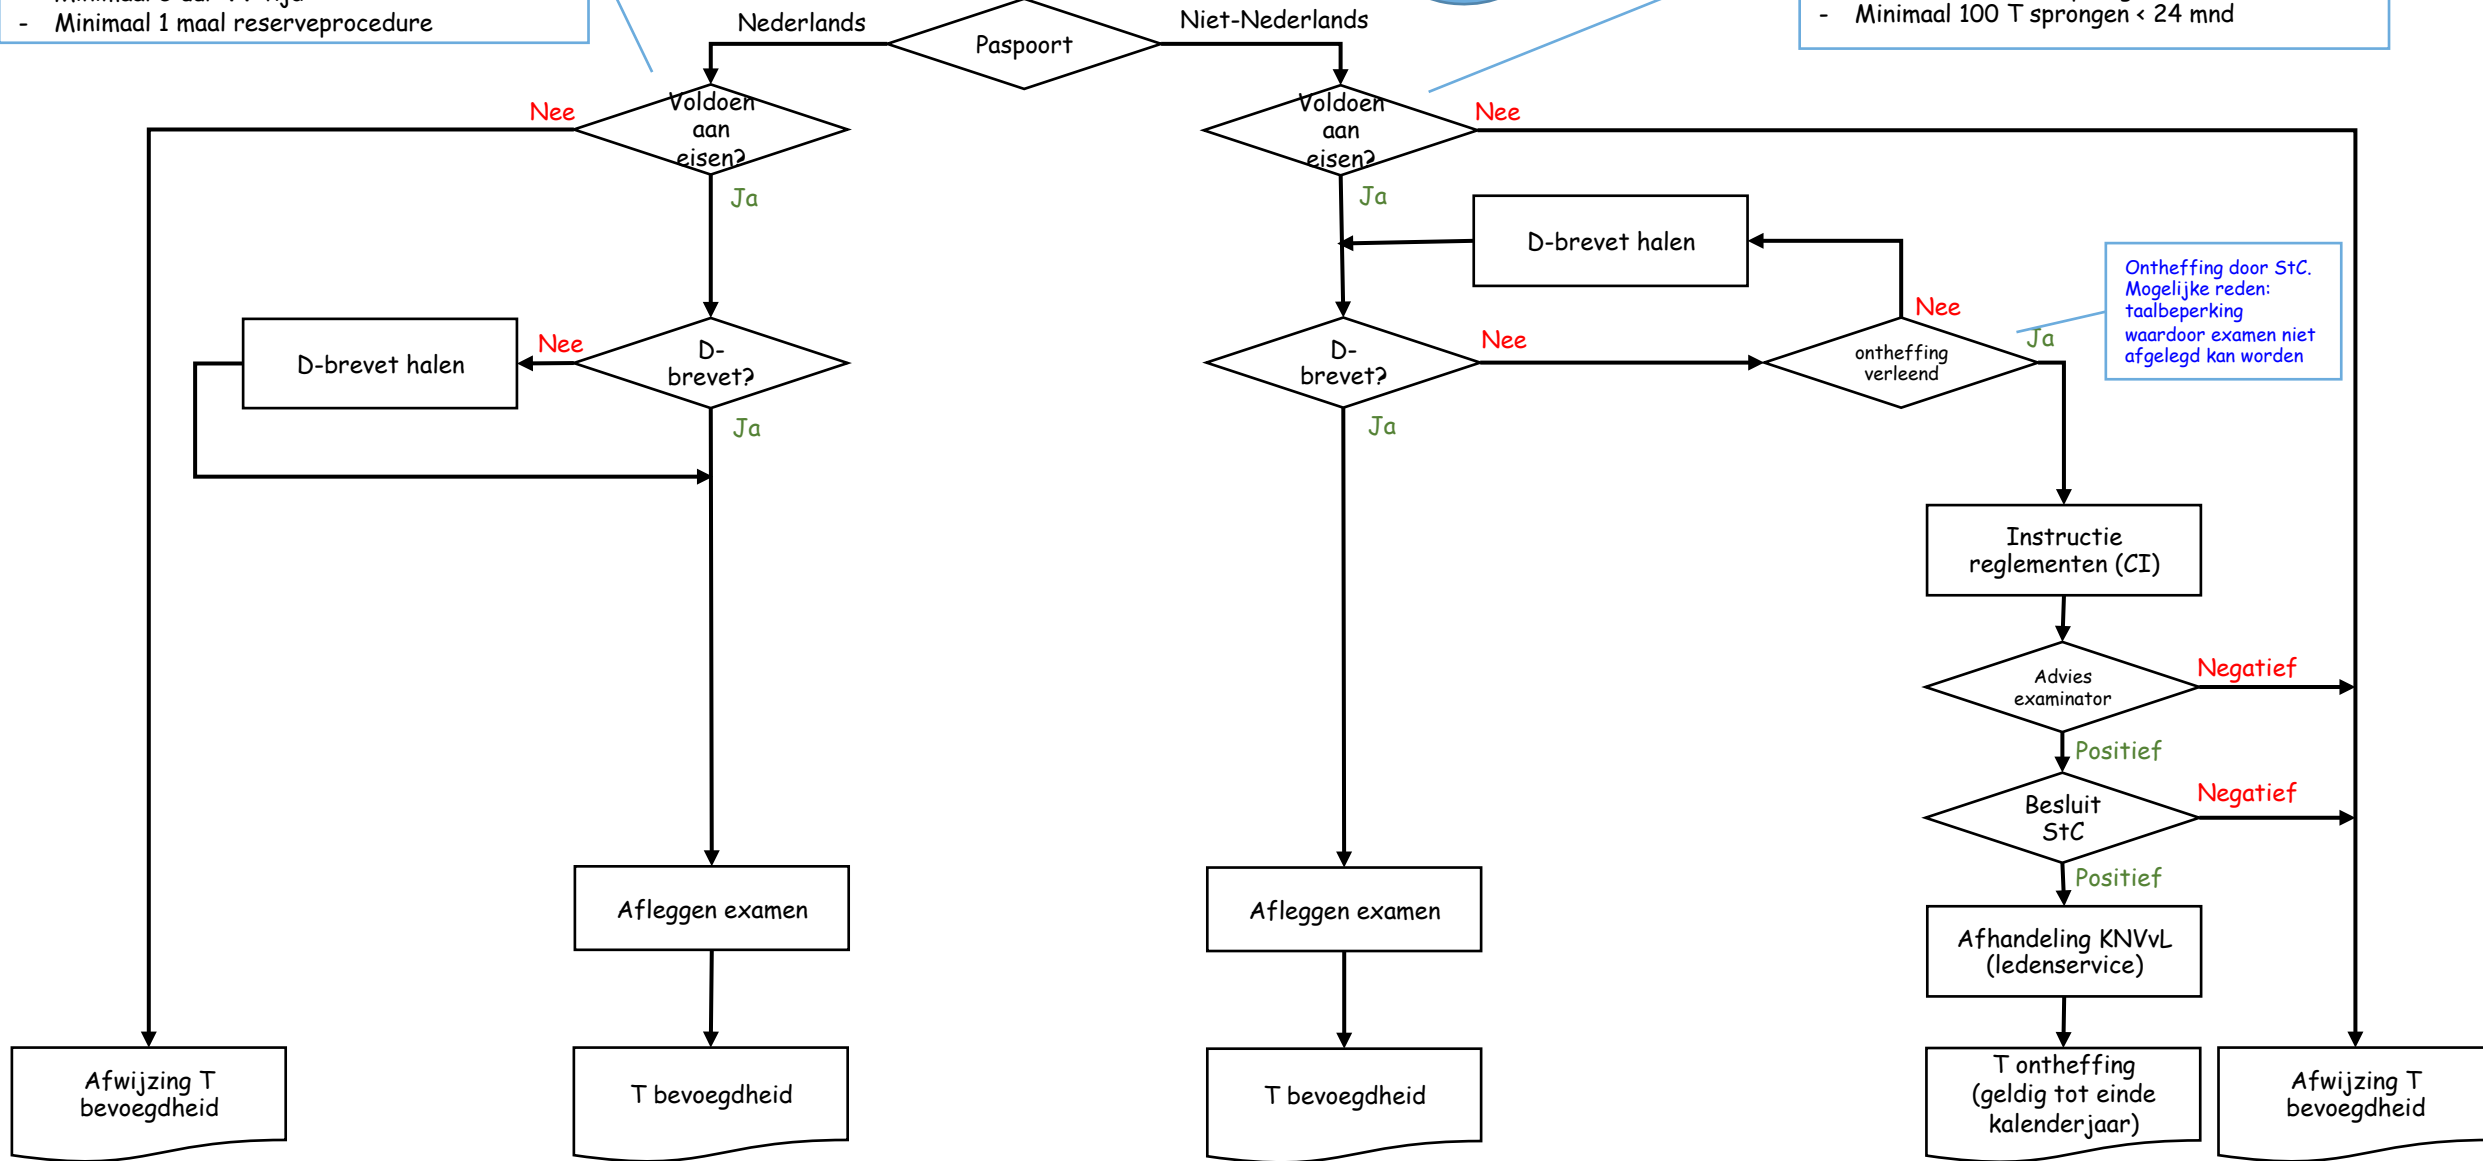 - Minimaal 1 maal reserveprocedure
- Minimaal 100 T sprongen < 24 mnd
Nederlands
Paspoort
Niet-Nederlands
Nee
Voldoen
aan
eisen?
Ja
Voldoen
aan
eisen?
Nee
Ja
D-brevet halen
Ontheffing door StC.
Mogelijke reden:
taalbeperking
waardoor examen niet
afgelegd kan worden
D-brevet halen
Nee
D-
brevet?
Ja
D-
brevet?
Nee
Ja
Nee
ontheffing
verleend
Ja
Instructie
reglementen (CI)
Advies
examinator
Negatief
Positief
Besluit
StC
Negatief
Positief
Afleggen examen
Afleggen examen
Afhandeling KNVvL
(ledenservice)
Afwijzing T
bevoegdheid
T bevoegdheid
T bevoegdheid
T ontheffing
(geldig tot einde
kalenderjaar)
Afwijzing T
bevoegdheid